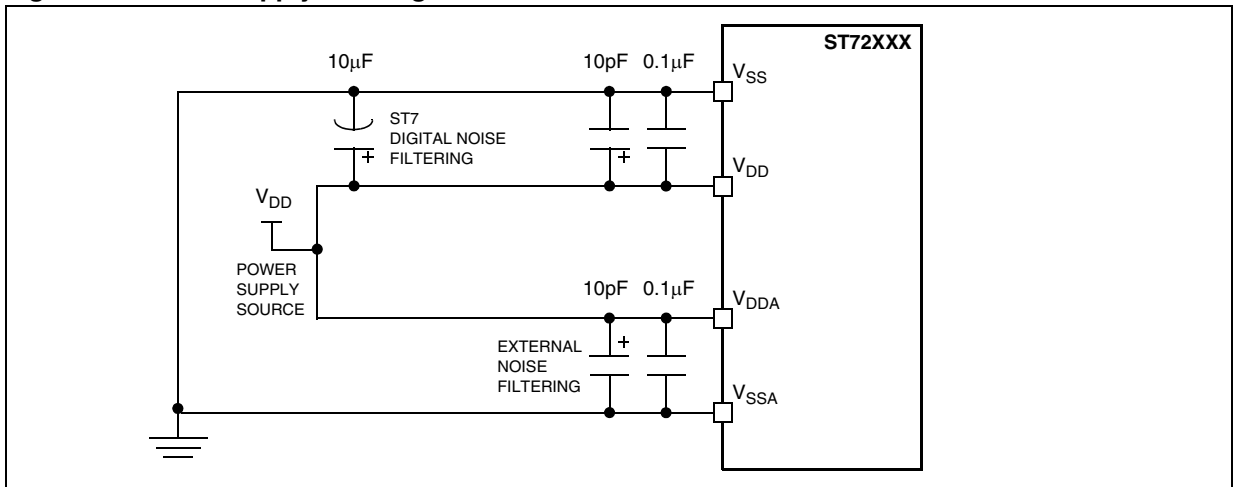 ST72XXX
10μF
10pF 0.1μF
VSS
ST7
DIGITAL NOISE
FILTERING
+
+
VDD
VDD
POWER
SUPPLY
SOURCE
10pF 0.1μF
VDDA
EXTERNAL
NOISE
FILTERING
+
VSSA